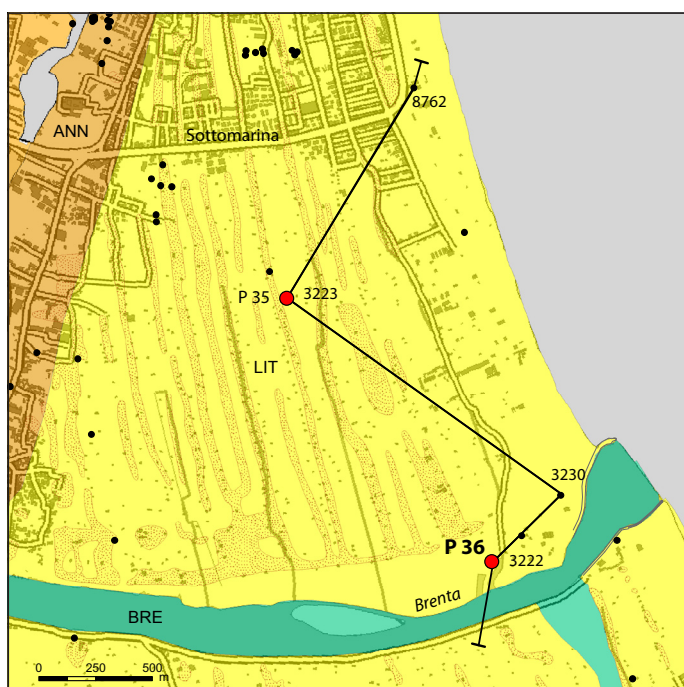 8762
ANN
Sottomarina
P 35
3223
LIT
3230
P 36
3222
Brenta
BRE
0 250 500
m